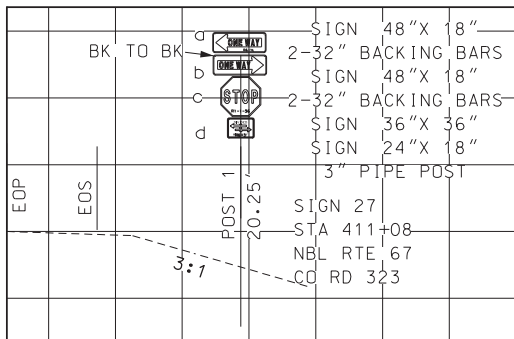 a
ONE WAY
BK TO BK
b
ONE WAY
c
STOP
d
SIGN 48"X 18"
2-32" BACKING BARS
SIGN 48"X 18"
2-32" BACKING BARS
SIGN 36"X 36"
SIGN 24"X 18"
3" PIPE POST
EOP
EOS
POST 1
20.25'
SIGN 27
STA 411+08
NBL RTE 67
CO RD 323
3:1